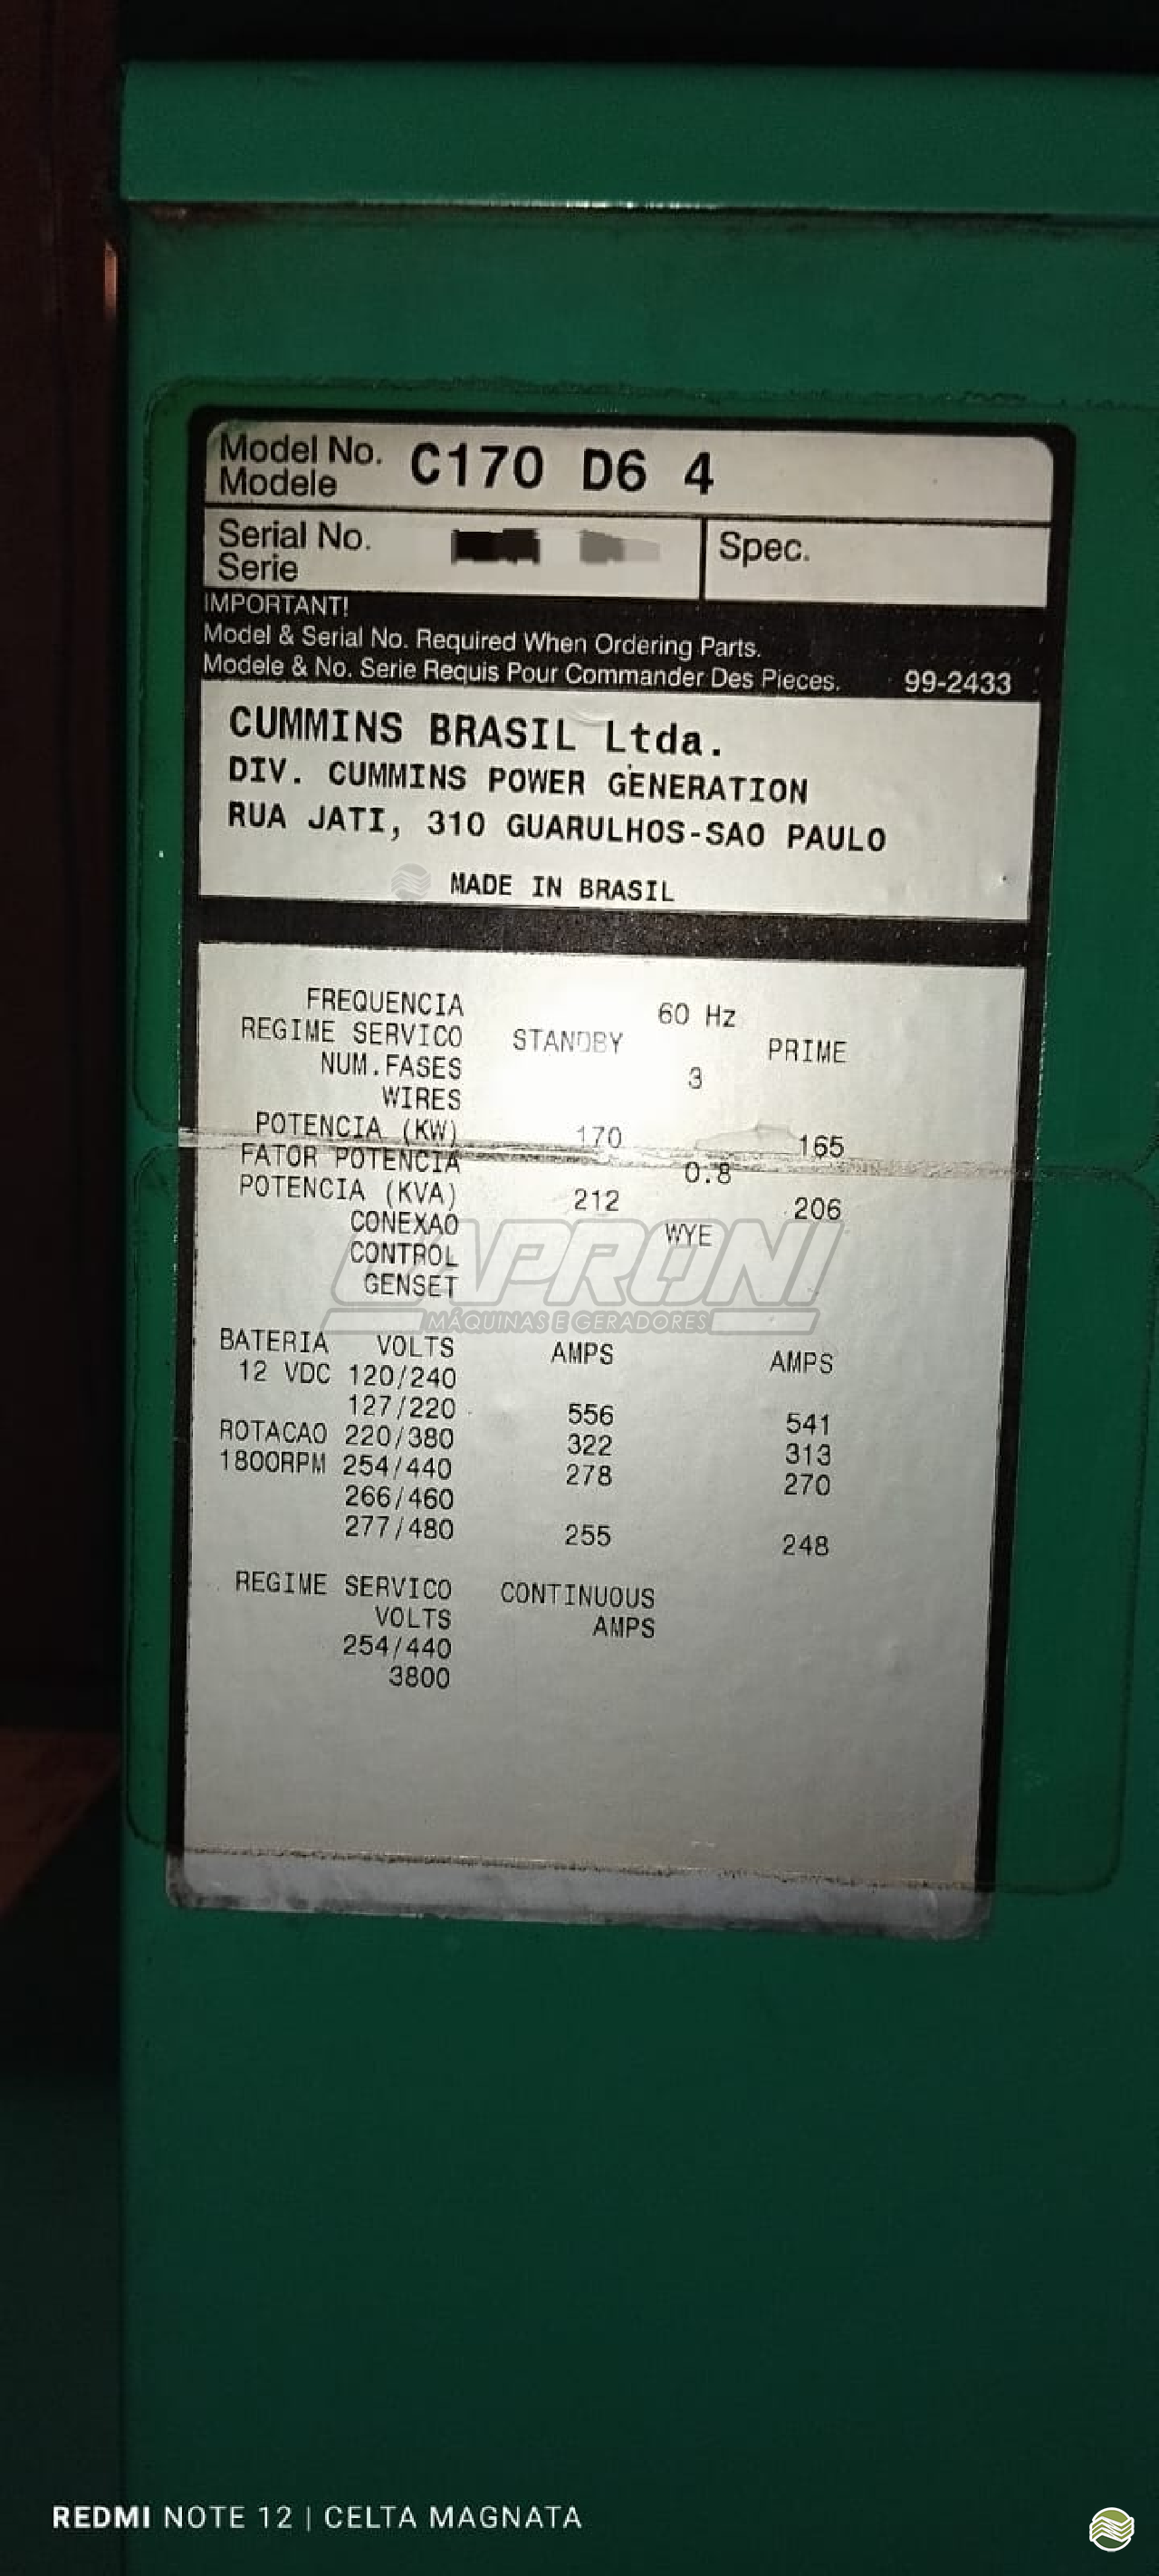 Model No. C170 D6 4
Modele
Serial No.
Serie
Spec.
IMPORTANT!
Model & Serial No. Required When Ordering Parts.
Modele & No. Serie Requis Pour Commander Des Pieces. 99-2433
CUMMINS BRASIL Ltda.
DIV. CUMMINS POWER GENERATION
RUA JATI, 310 GUARULHOS-SAO PAULO
MADE IN BRASIL
FREQUENCIA 60 Hz
REGIME SERVICO STANDBY PRIME
NUM.FASES 3
WIRES
POTENCIA (KW) 170 165
FATOR POTENCIA 0.8
POTENCIA (KVA) 212 206
CONEXAO WYE
CONTROL
GENSET
CAPRONI
MÁQUINAS E GERADORES
BATERIA VOLTS AMPS AMPS
12 VDC 120/240
127/220 556 541
ROTACAO 220/380 322 313
1800RPM 254/440 278 270
266/460
277/480 255 248
REGIME SERVICO CONTINUOUS
VOLTS AMPS
254/440
3800
REDMI NOTE 12 | CELTA MAGNATA